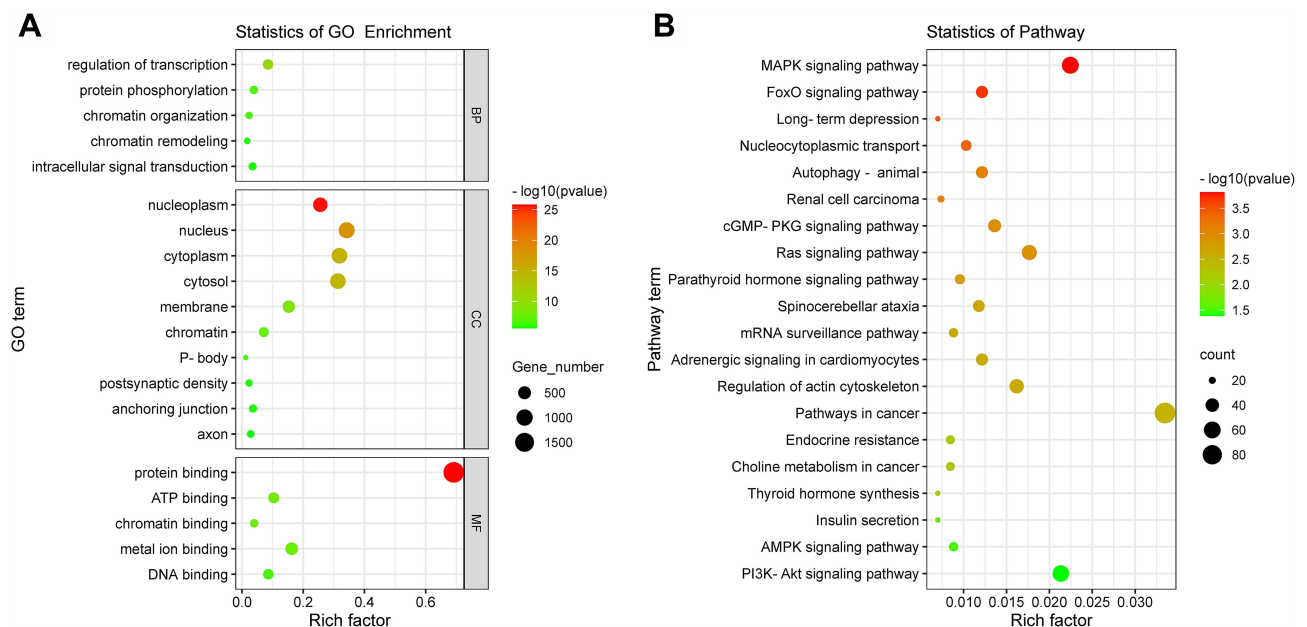 A
Statistics of GO Enrichment
GO term
regulation of transcription
protein phosphorylation
chromatin organization
chromatin remodeling
intracellular signal transduction
BP
nucleoplasm
nucleus
cytoplasm
cytosol
membrane
chromatin
P- body
postsynaptic density
anchoring junction
axon
CC
protein binding
ATP binding
chromatin binding
metal ion binding
DNA binding
MF
0.0 0.2 0.4 0.6
Rich factor
- log10(pvalue)
25
20
15
10
Gene_number
500
1000
1500
B
Statistics of Pathway
Pathway term
MAPK signaling pathway
FoxO signaling pathway
Long- term depression
Nucleocytoplasmic transport
Autophagy - animal
Renal cell carcinoma
cGMP- PKG signaling pathway
Ras signaling pathway
Parathyroid hormone signaling pathway
Spinocerebellar ataxia
mRNA surveillance pathway
Adrenergic signaling in cardiomyocytes
Regulation of actin cytoskeleton
Pathways in cancer
Endocrine resistance
Choline metabolism in cancer
Thyroid hormone synthesis
Insulin secretion
AMPK signaling pathway
PI3K- Akt signaling pathway
0.010 0.015 0.020 0.025 0.030
Rich factor
- log10(pvalue)
3.5
3.0
2.5
2.0
1.5
count
20
40
60
80